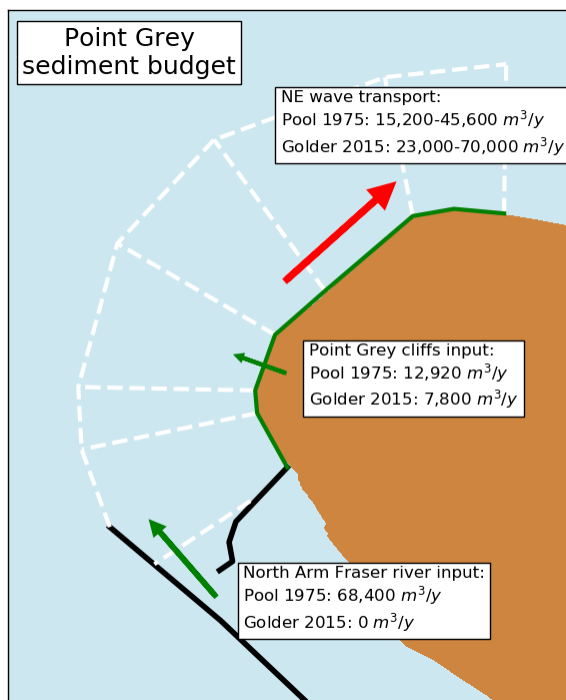 Point Grey
sediment budget
NE wave transport:
Pool 1975: 15,200-45,600 m³/y
Golder 2015: 23,000-70,000 m³/y
Point Grey cliffs input:
Pool 1975: 12,920 m³/y
Golder 2015: 7,800 m³/y
North Arm Fraser river input:
Pool 1975: 68,400 m³/y
Golder 2015: 0 m³/y